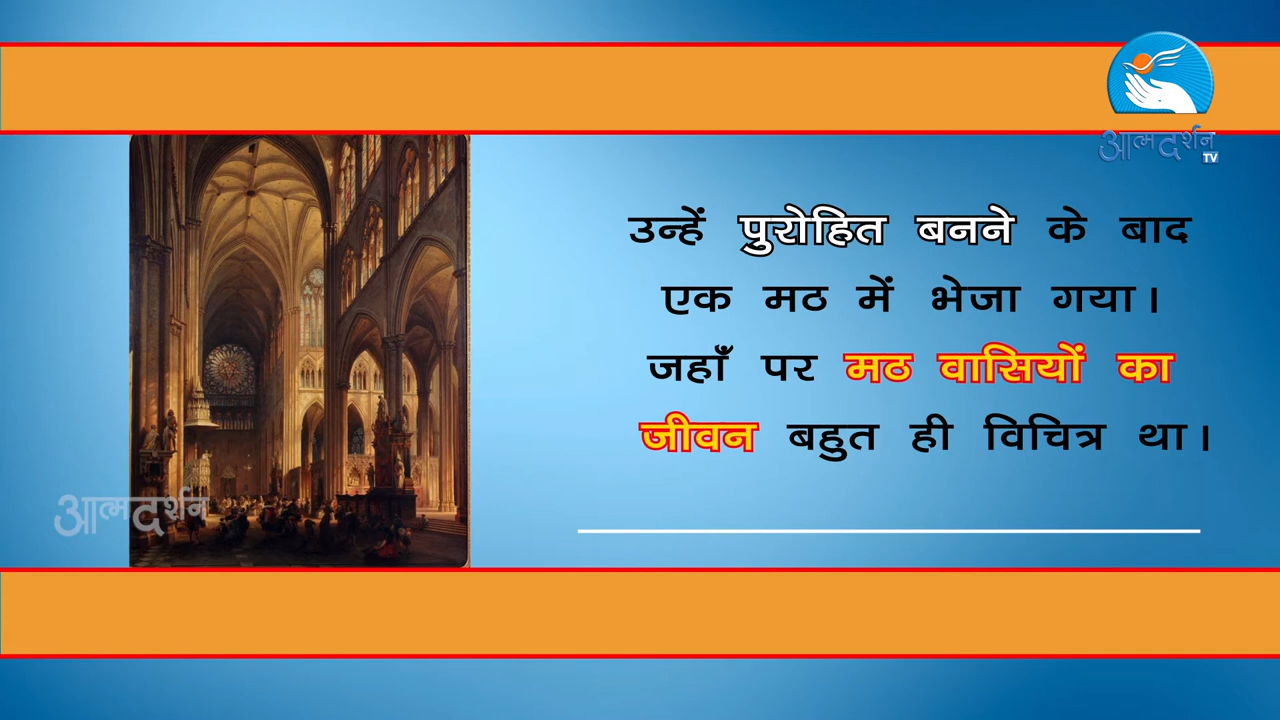 आत्मदर्शन
TV
उन्हें पुरोहित बनने के बाद
एक मठ में भेजा गया।
जहाँ पर मठ वासियों का
जीवन बहुत ही विचित्र था।
आत्मदर्शन